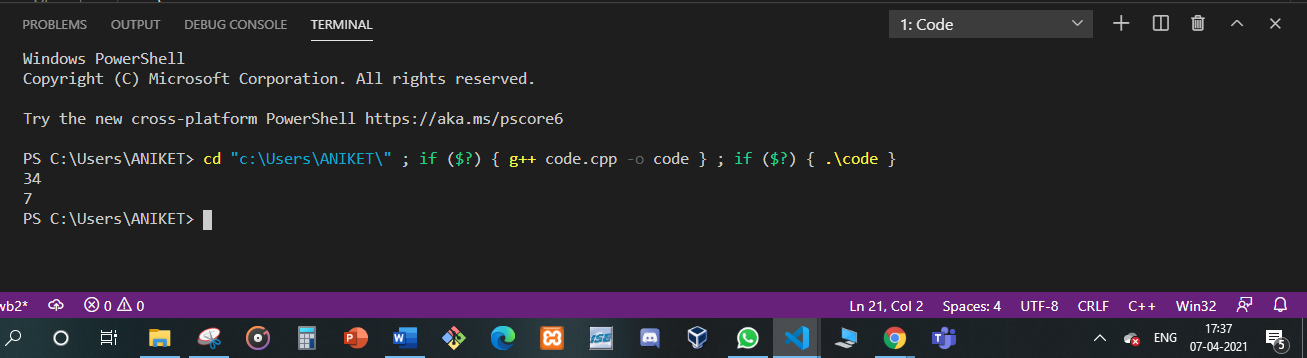 PROBLEMS OUTPUT DEBUG CONSOLE TERMINAL 1: Code
Windows PowerShell
Copyright (C) Microsoft Corporation. All rights reserved.
Try the new cross-platform PowerShell https://aka.ms/pscore6
PS C:\Users\ANIKET> cd "c:\Users\ANIKET\" ; if ($?) { g++ code.cpp -o code } ; if ($?) { .\code }
34
7
PS C:\Users\ANIKET>
wb2* 0 0 Ln 21, Col 2 Spaces: 4 UTF-8 CRLF C++ Win32
ENG 17:37
07-04-2021 5